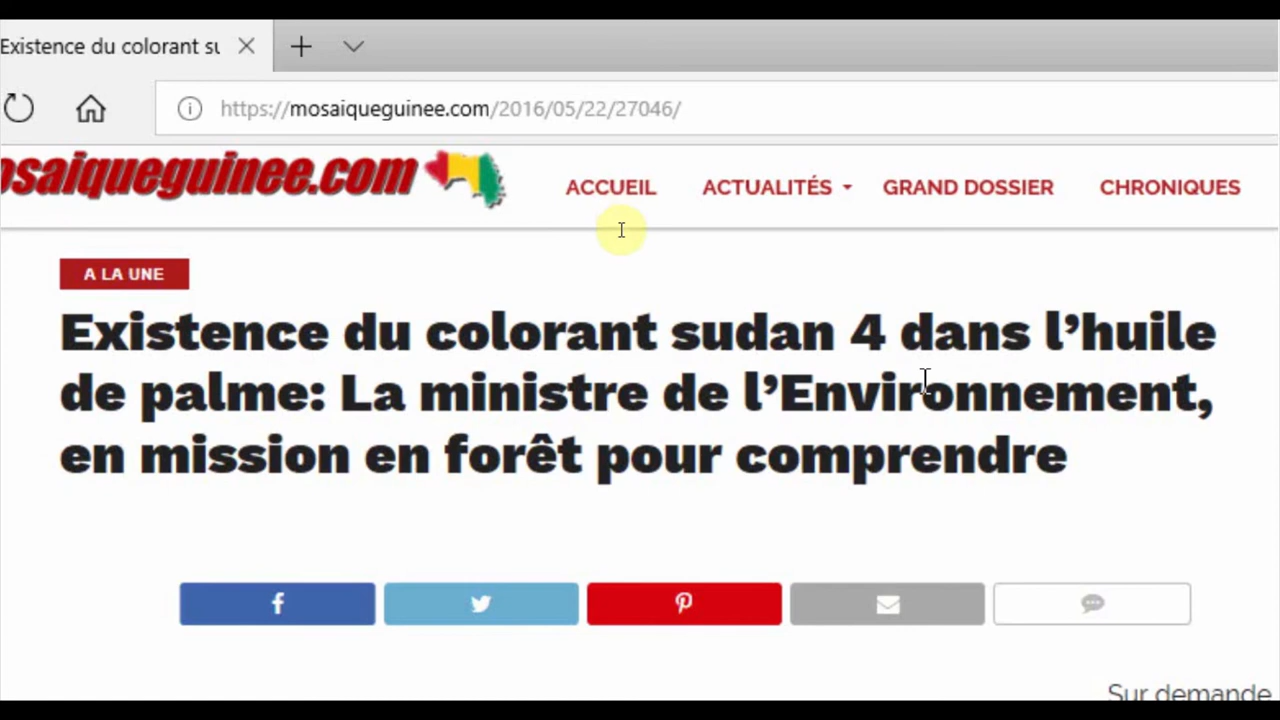 Existence du colorant su
https://mosaiqueguinee.com/2016/05/22/27046/
osaiqueguinee.com
ACCUEIL ACTUALITÉS GRAND DOSSIER CHRONIQUES
A LA UNE
Existence du colorant sudan 4 dans l’huile
de palme: La ministre de l’Environnement,
en mission en forêt pour comprendre
Sur demande